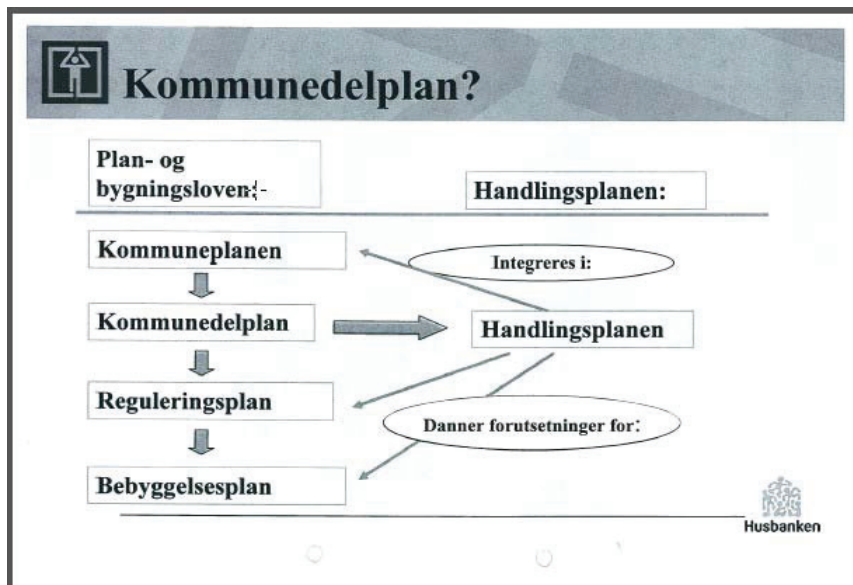 Kommunedelplan?
Plan- og
bygningsloven:-
Handlingsplanen:
Kommuneplanen
Integreres i:
Kommunedelplan
Handlingsplanen
Reguleringsplan
Danner forutsetninger for:
Bebyggelsesplan
Husbanken